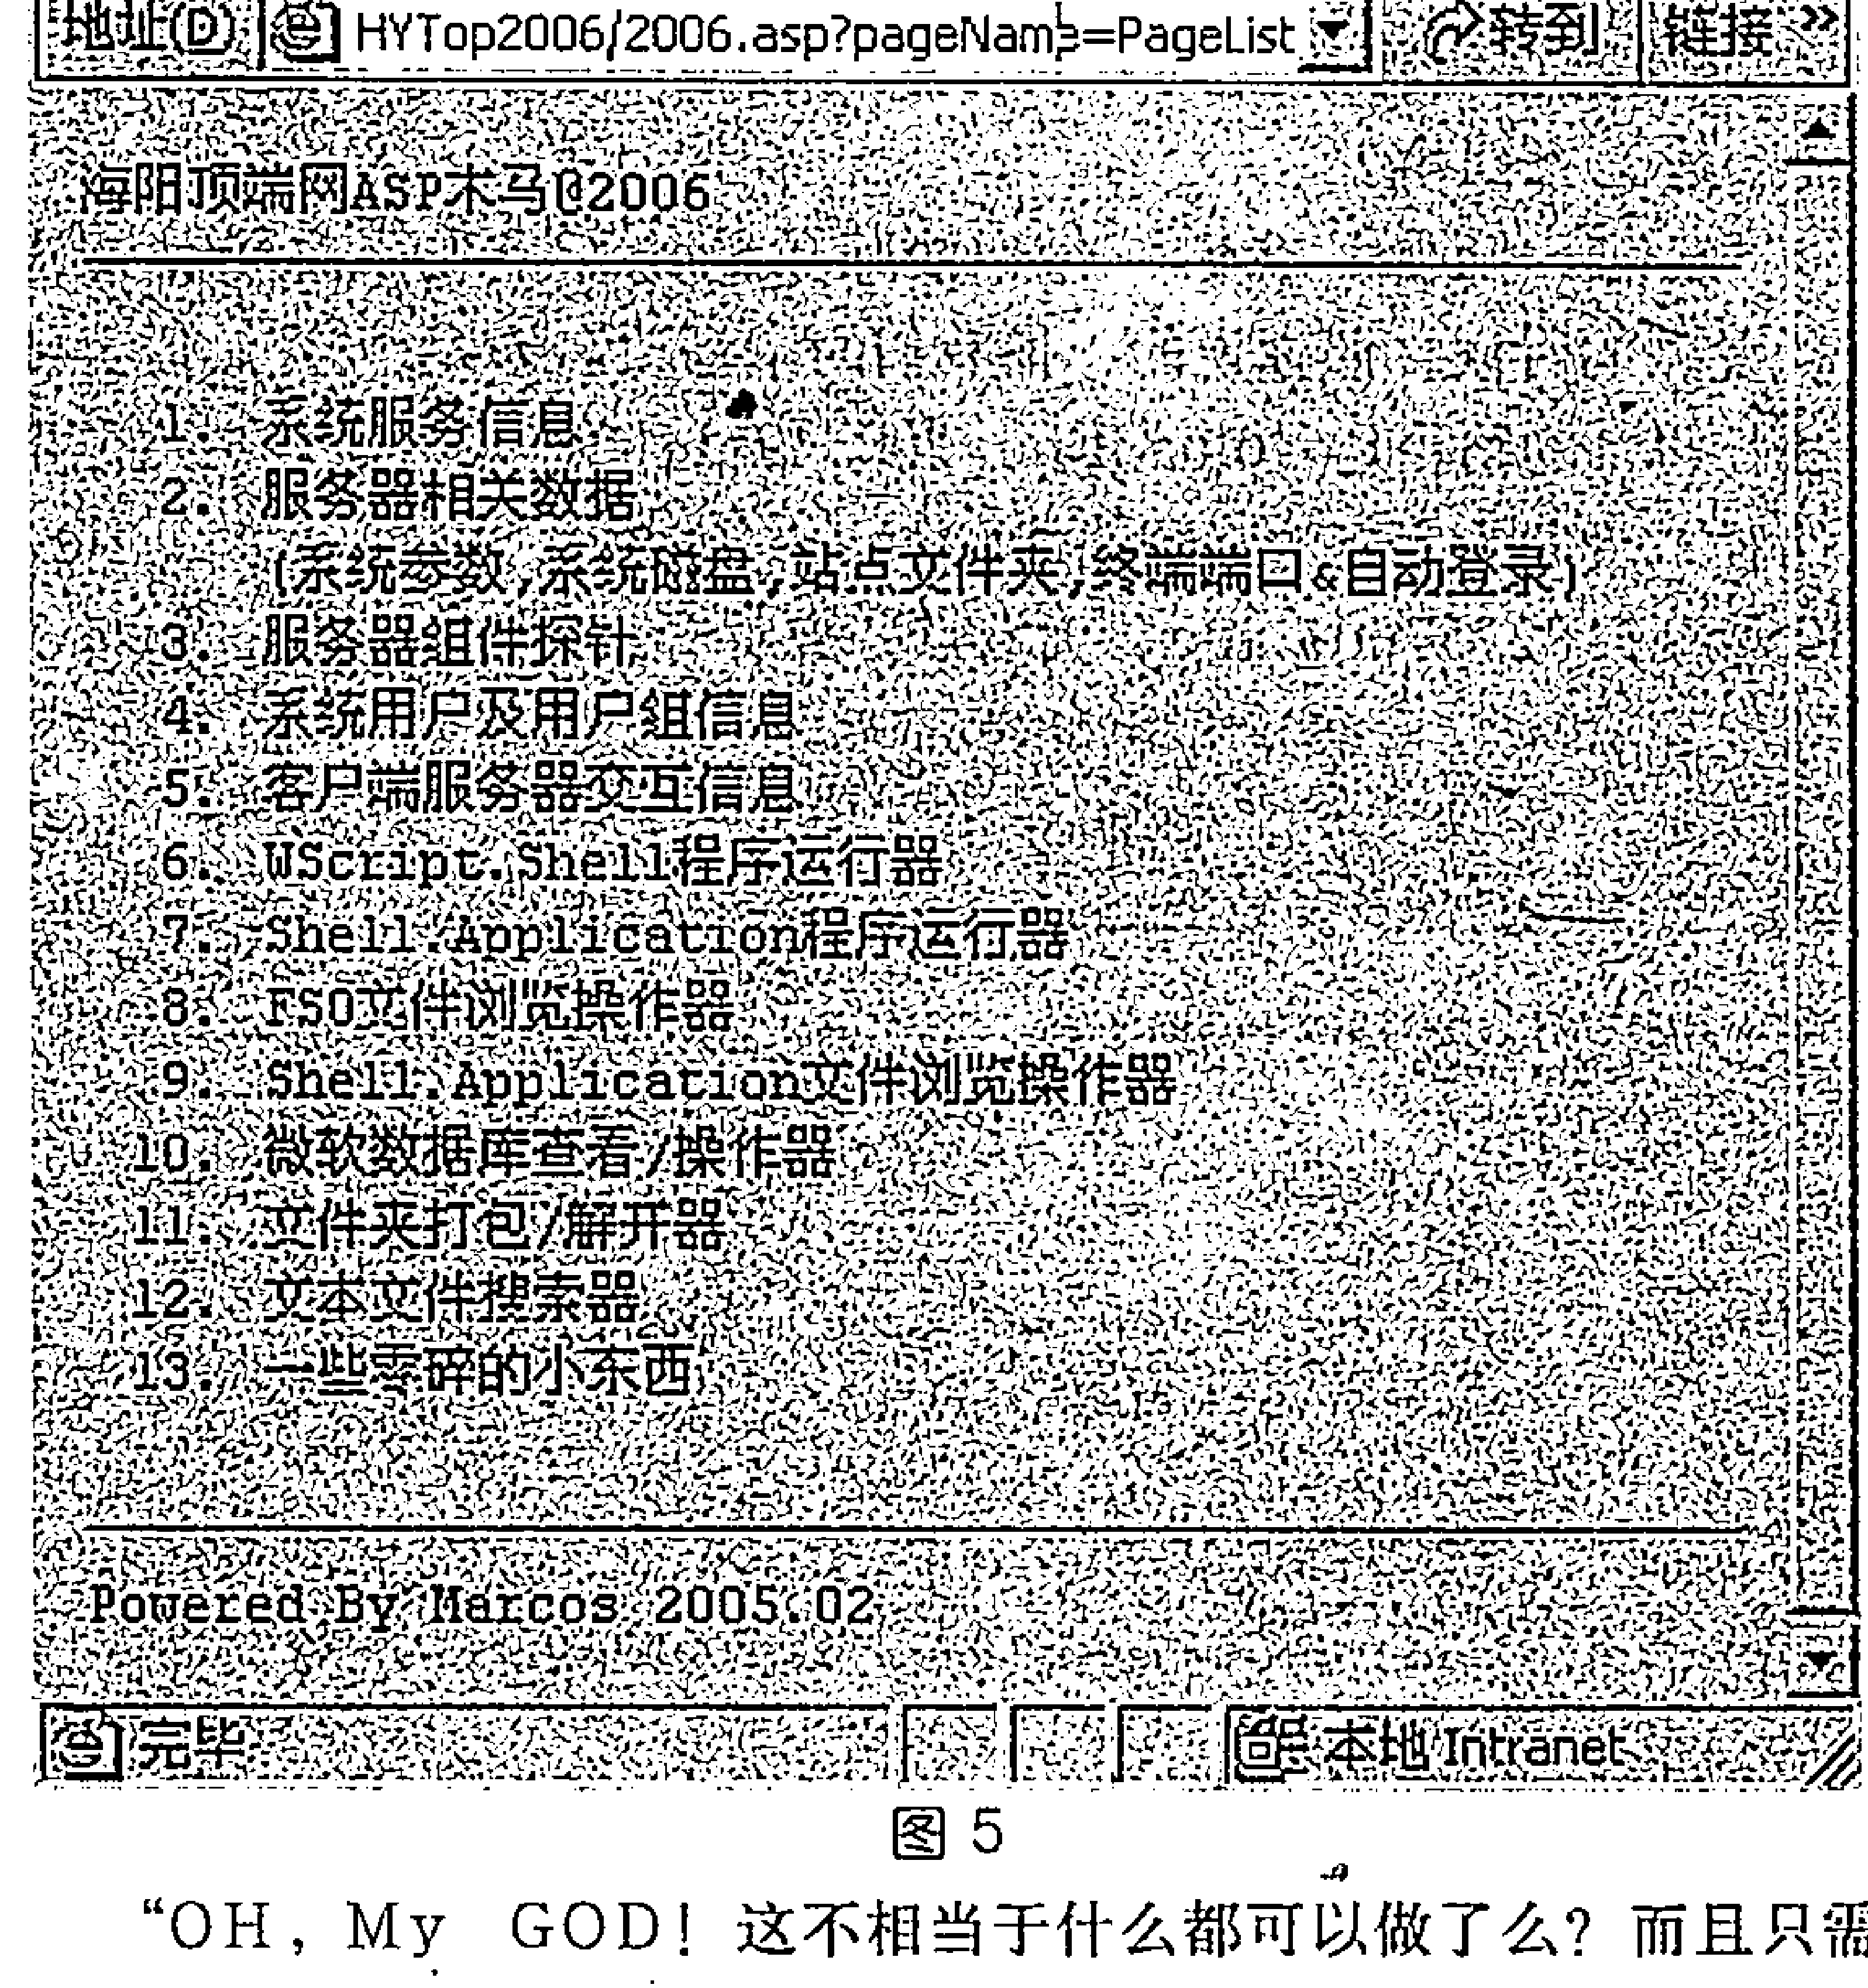 地址(D) HYTop2006/2006.asp?pageName=PageList 转到 链接 »
海阳顶端网ASP木马@2006
1. 系统服务信息
2. 服务器相关数据
(系统参数,系统磁盘,站点文件夹,终端端口&自动登录)
3. 服务器组件探针
4. 系统用户及用户组信息
5. 客户端服务器交互信息
6. WScript.Shell程序运行器
7. Shell.Application程序运行器
8. FSO文件浏览操作器
9. Shell.Application文件浏览操作器
10. 微软数据库查看/操作器
11. 文件夹打包/解开器
12. 文本文件搜索器
13. 一些零碎的小东西
Powered By Marcos 2005.02
完毕 本地 Intranet
图 5
“OH, My GOD! 这不相当于什么都可以做了么? 而且只需